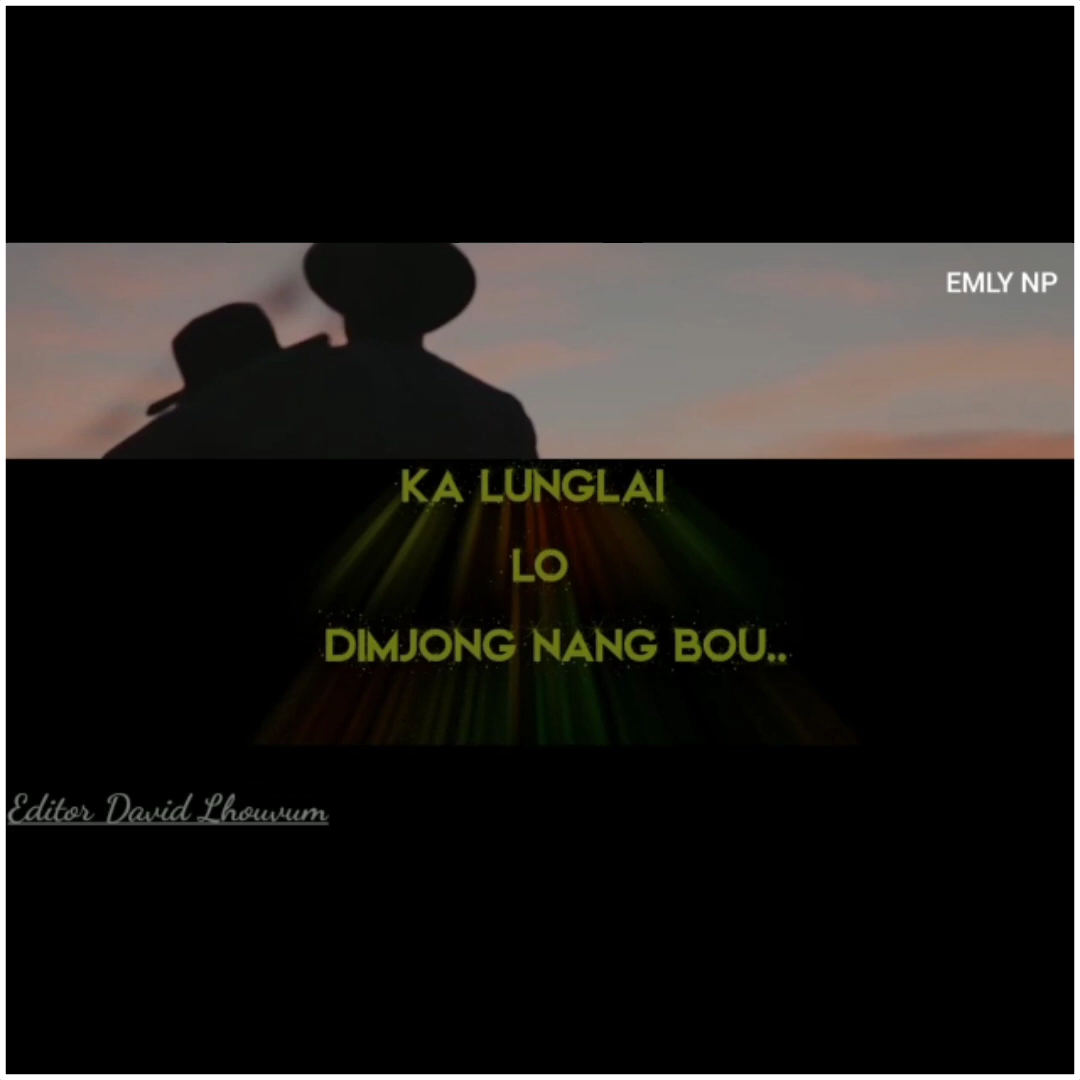 EMLY NP
KA LUNGLAI
LO
DIMJONG NANG BOU..
Editor David Lhouvum